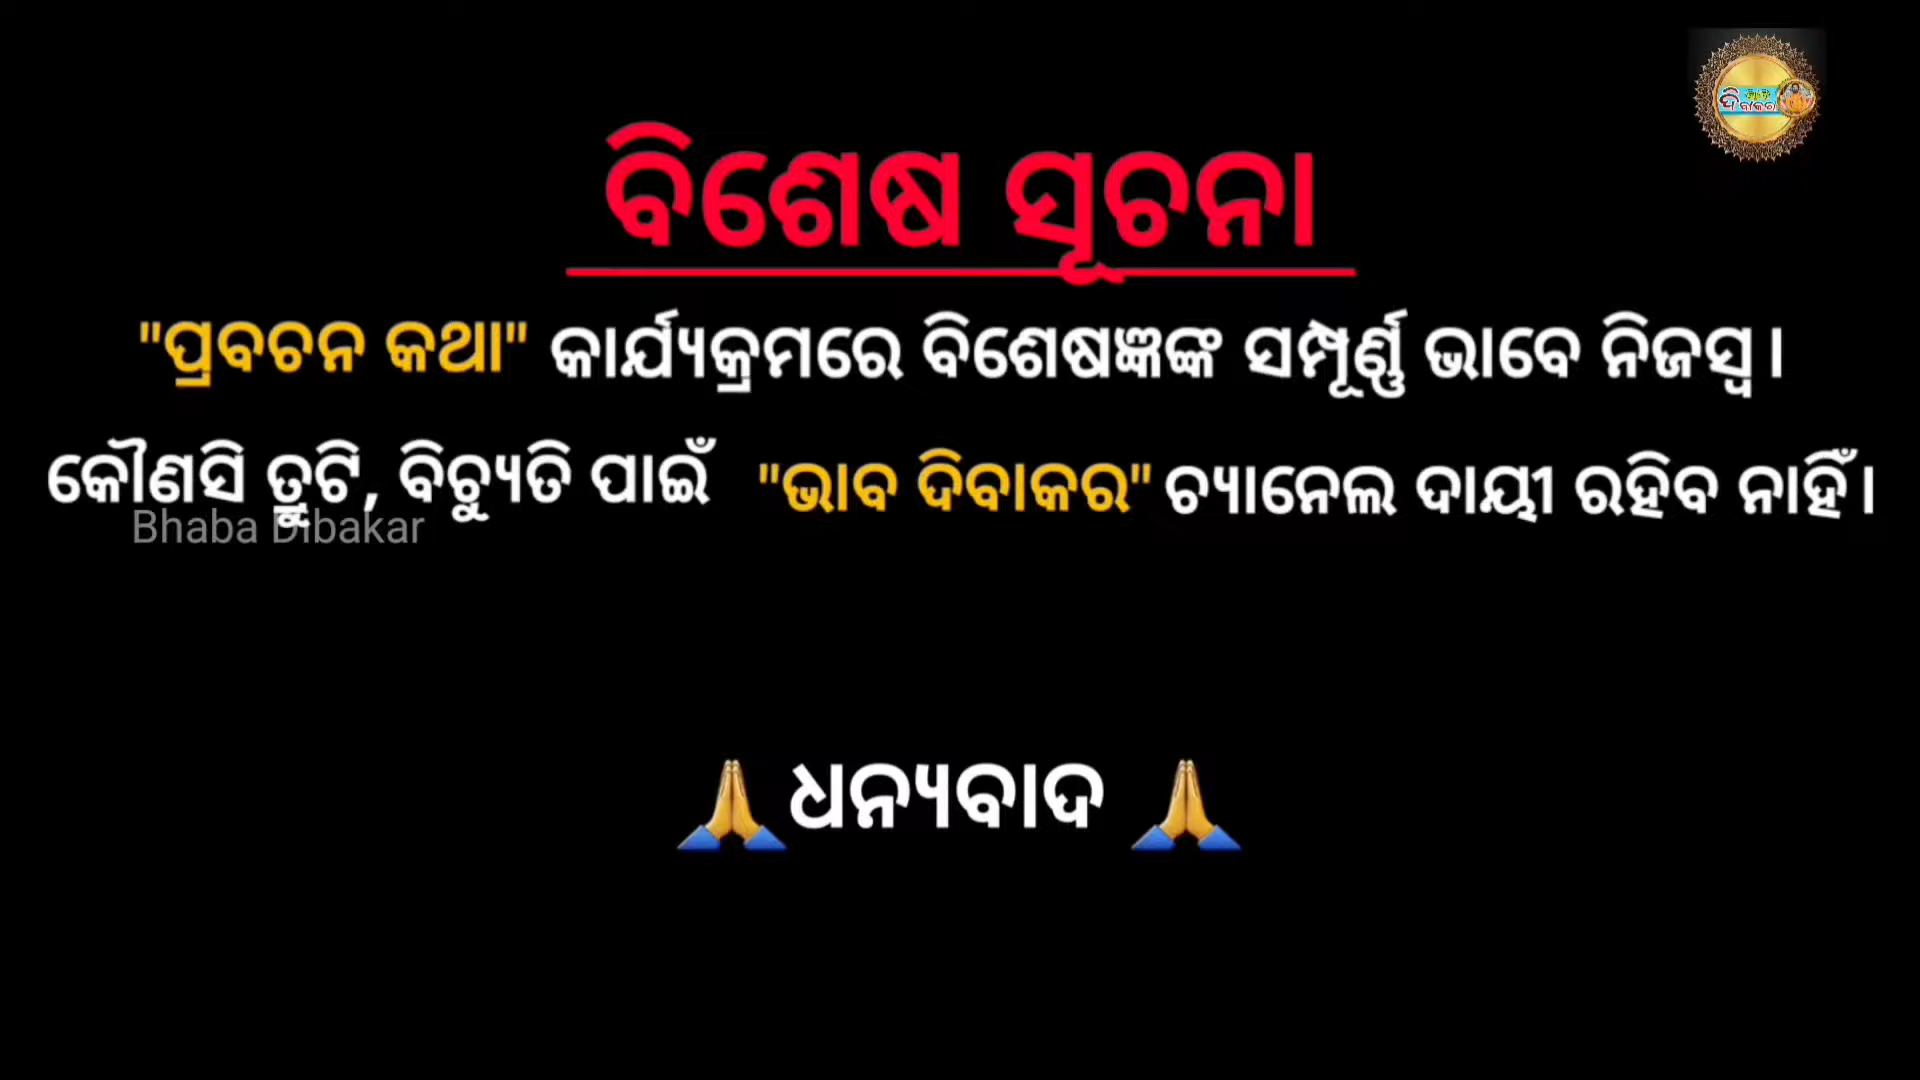 ବିଶେଷ ସୂଚନା
"ପ୍ରବଚନ କଥା" କାର୍ଯ୍ୟକ୍ରମରେ ବିଶେଷଜ୍ଞଙ୍କ ସମ୍ପୂର୍ଣ୍ଣ ଭାବେ ନିଜସ୍ୱ ।
କୌଣସି ତ୍ରୁଟି, ବିଚ୍ୟୁତି ପାଇଁ "ଭାବ ଦିବାକର" ଚ୍ୟାନେଲ ଦାୟୀ ରହିବ ନାହିଁ ।
Bhaba Dibakar
🙏ଧନ୍ୟବାଦ 🙏